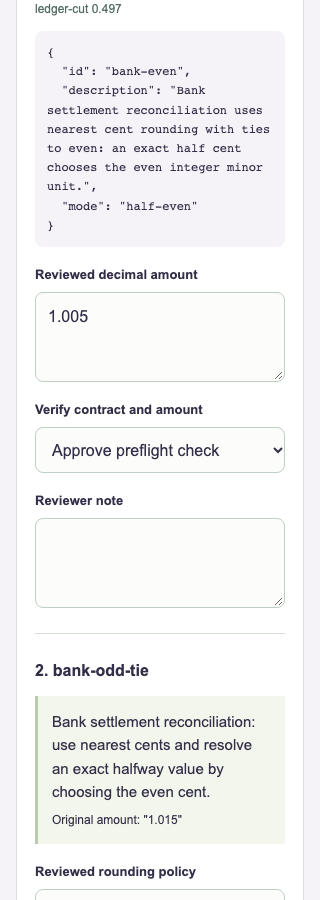 ledger-cut 0.497
{
"id": "bank-even",
"description": "Bank
settlement reconciliation uses
nearest cent rounding with ties
to even: an exact half cent
chooses the even integer minor
unit.",
"mode": "half-even"
}
Reviewed decimal amount
1.005
Verify contract and amount
Approve preflight check
Reviewer note
2. bank-odd-tie
Bank settlement reconciliation:
use nearest cents and resolve
an exact halfway value by
choosing the even cent.
Original amount: "1.015"
Reviewed rounding policy